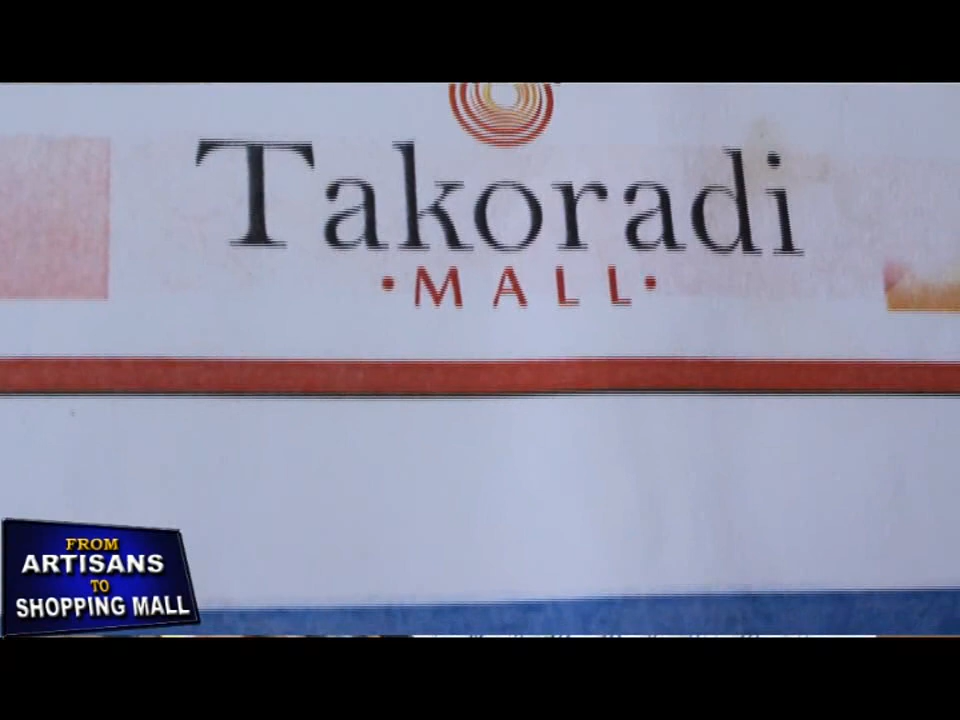 Takoradi
•MALL•
FROM
ARTISANS
TO
SHOPPING MALL